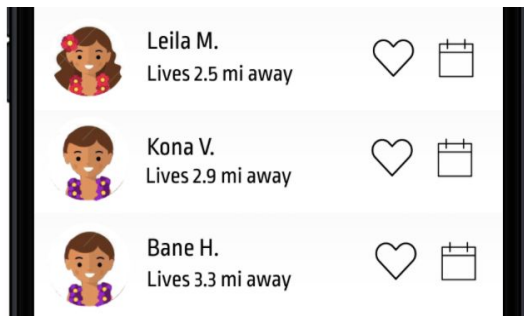 Leila M.
Lives 2.5 mi away
Kona V.
Lives 2.9 mi away
Bane H.
Lives 3.3 mi away